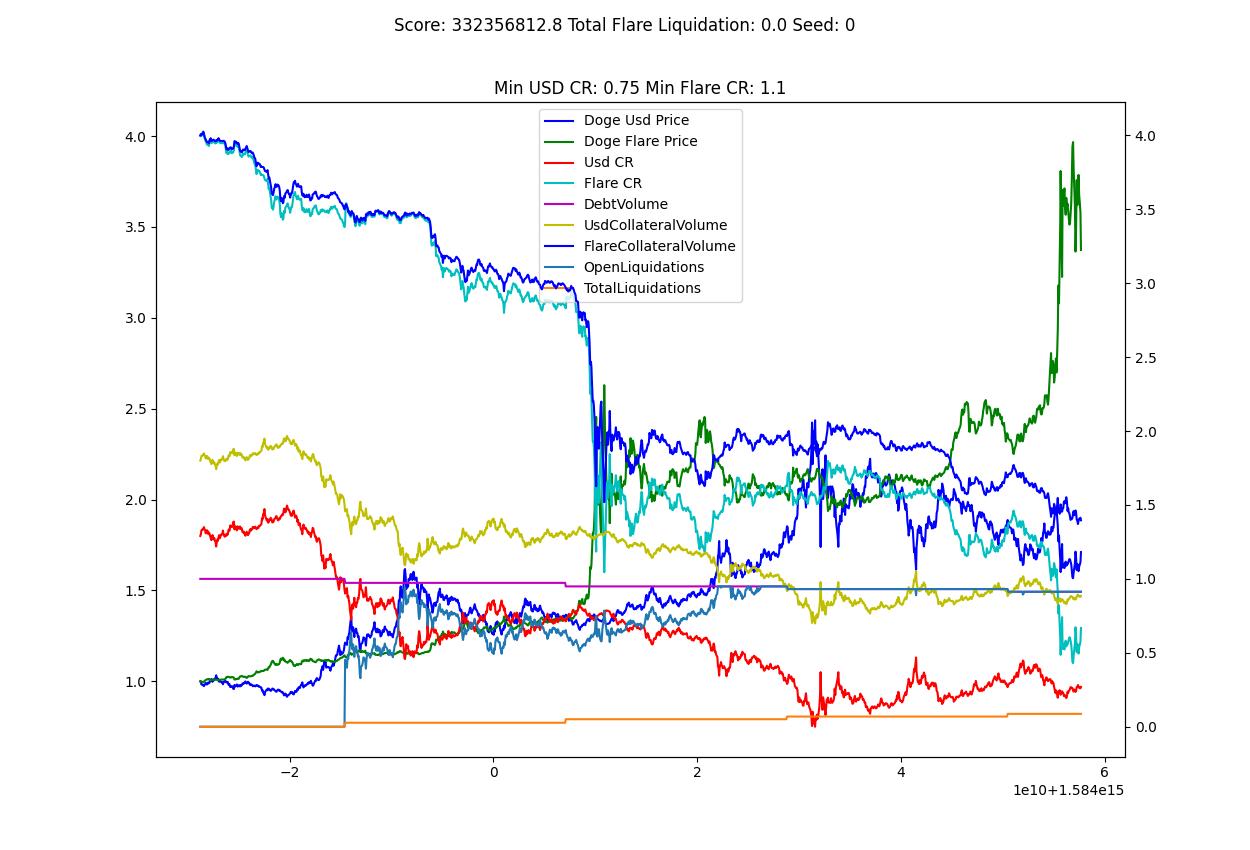 Score: 332356812.8 Total Flare Liquidation: 0.0 Seed: 0
Min USD CR: 0.75 Min Flare CR: 1.1
Doge Usd Price
Doge Flare Price
Usd CR
Flare CR
DebtVolume
UsdCollateralVolume
FlareCollateralVolume
OpenLiquidations
TotalLiquidations
4.0
3.5
3.0
2.5
2.0
1.5
1.0
4.0
3.5
3.0
2.5
2.0
1.5
1.0
0.5
0.0
−2 0 2 4 6
1e10+1.584e15